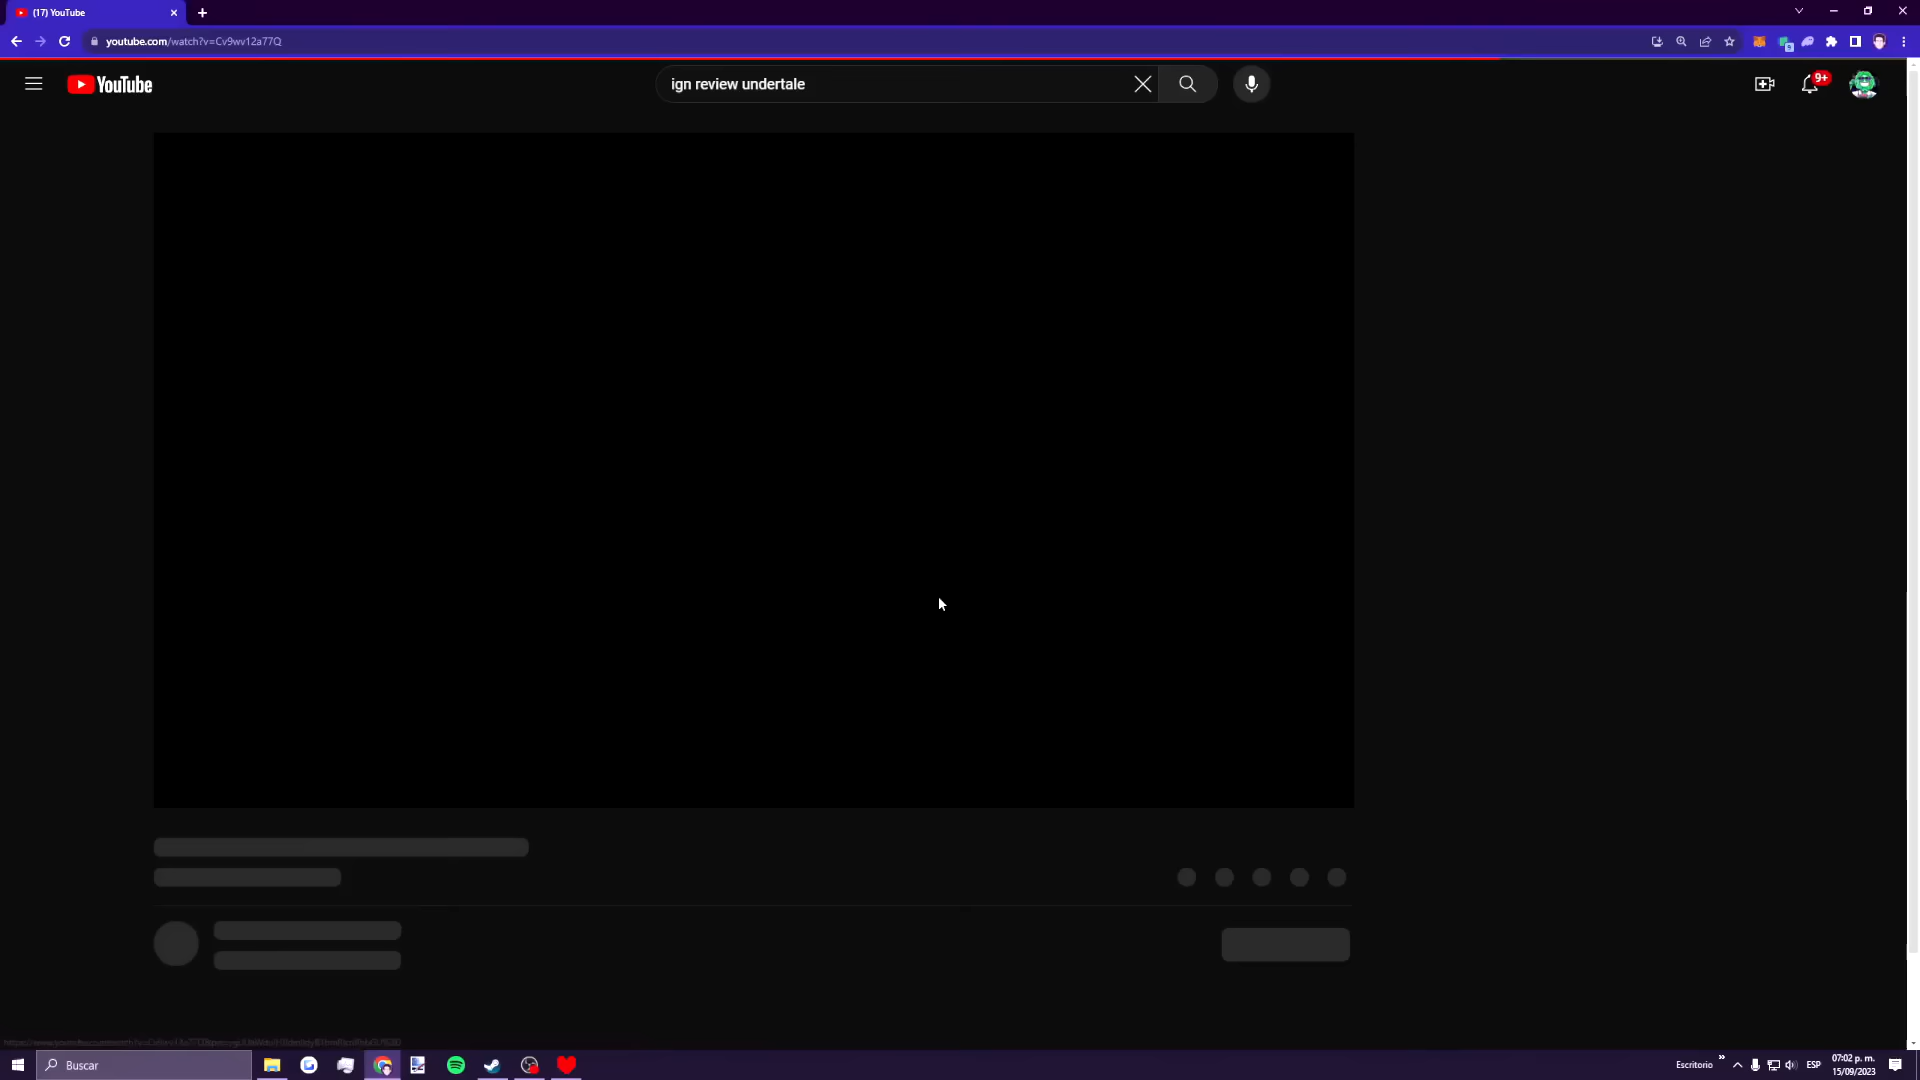 (17) YouTube
youtube.com/watch?v=Cv9wv12a77Q
YouTube
ign review undertale
9+
Buscar
Escritorio
ESP
07:02 p. m.
15/09/2023